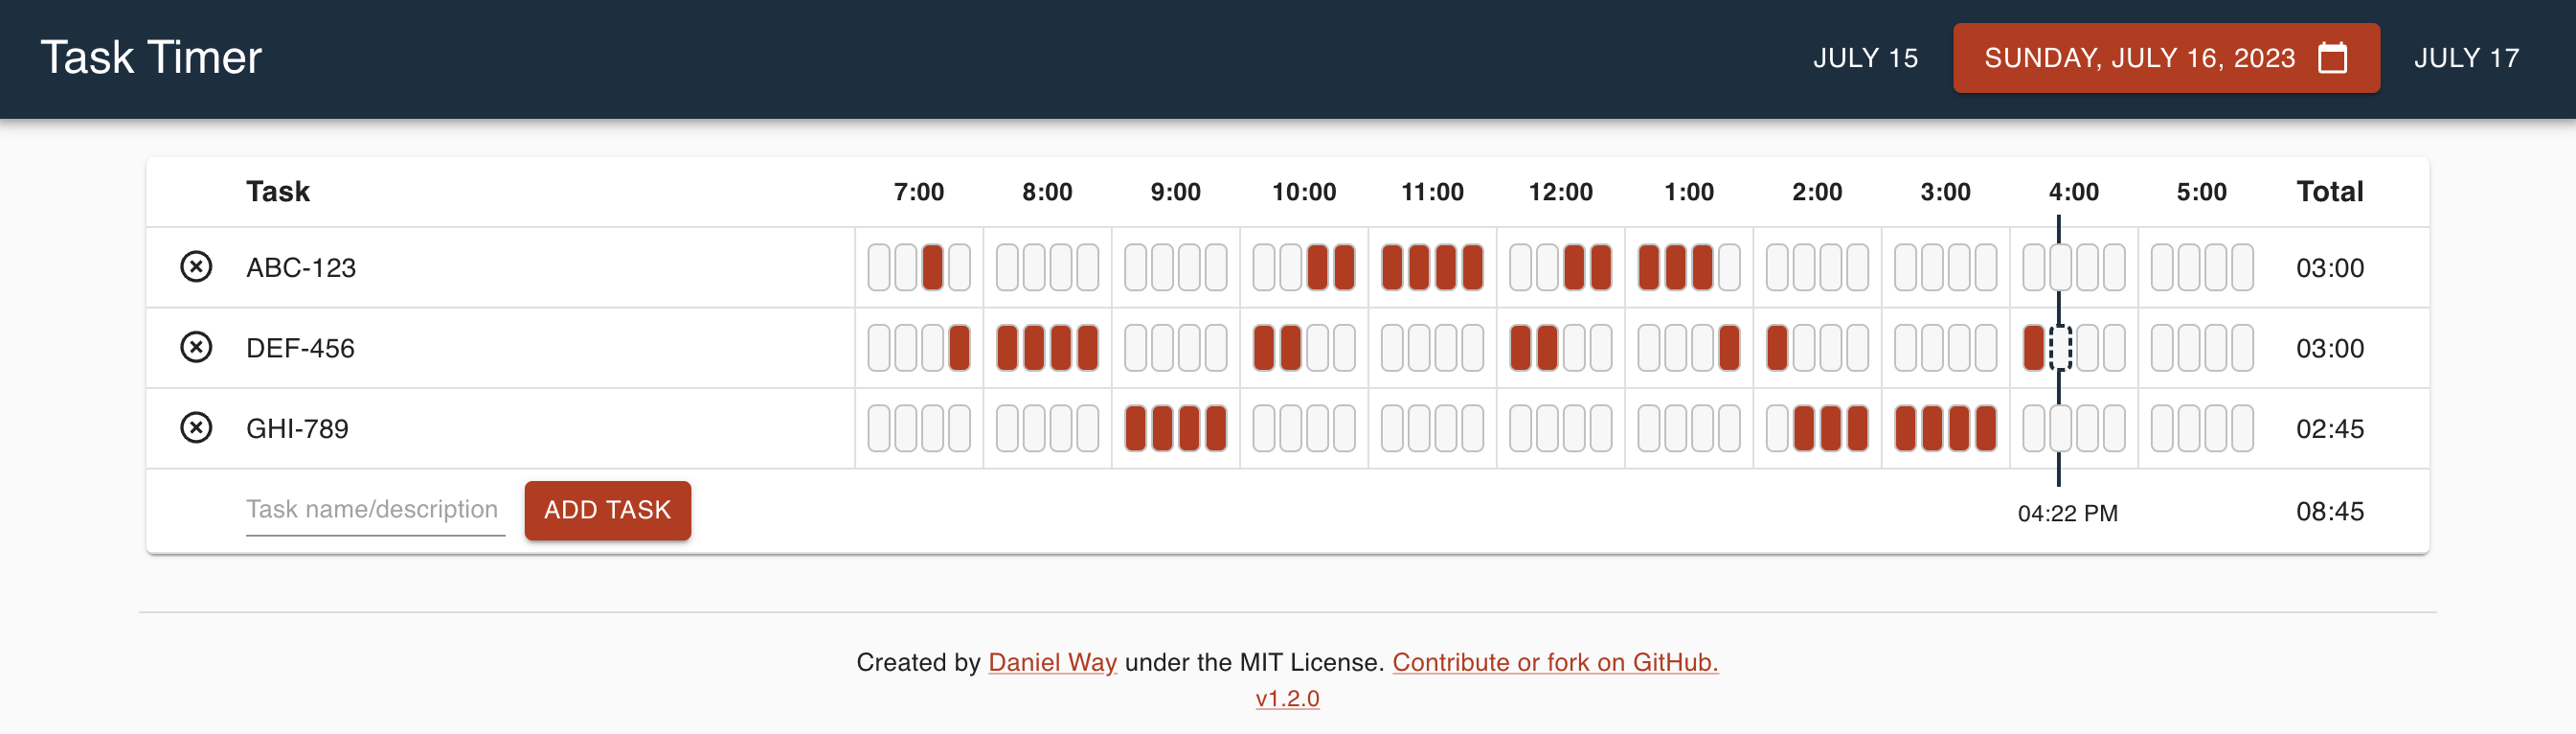 Task Timer JULY 15 SUNDAY, JULY 16, 2023 JULY 17
Task 7:00 8:00 9:00 10:00 11:00 12:00 1:00 2:00 3:00 4:00 5:00 Total
ABC-123 03:00
DEF-456 03:00
GHI-789 02:45
Task name/description ADD TASK 04:22 PM 08:45
Created by Daniel Way under the MIT License. Contribute or fork on GitHub.
v1.2.0